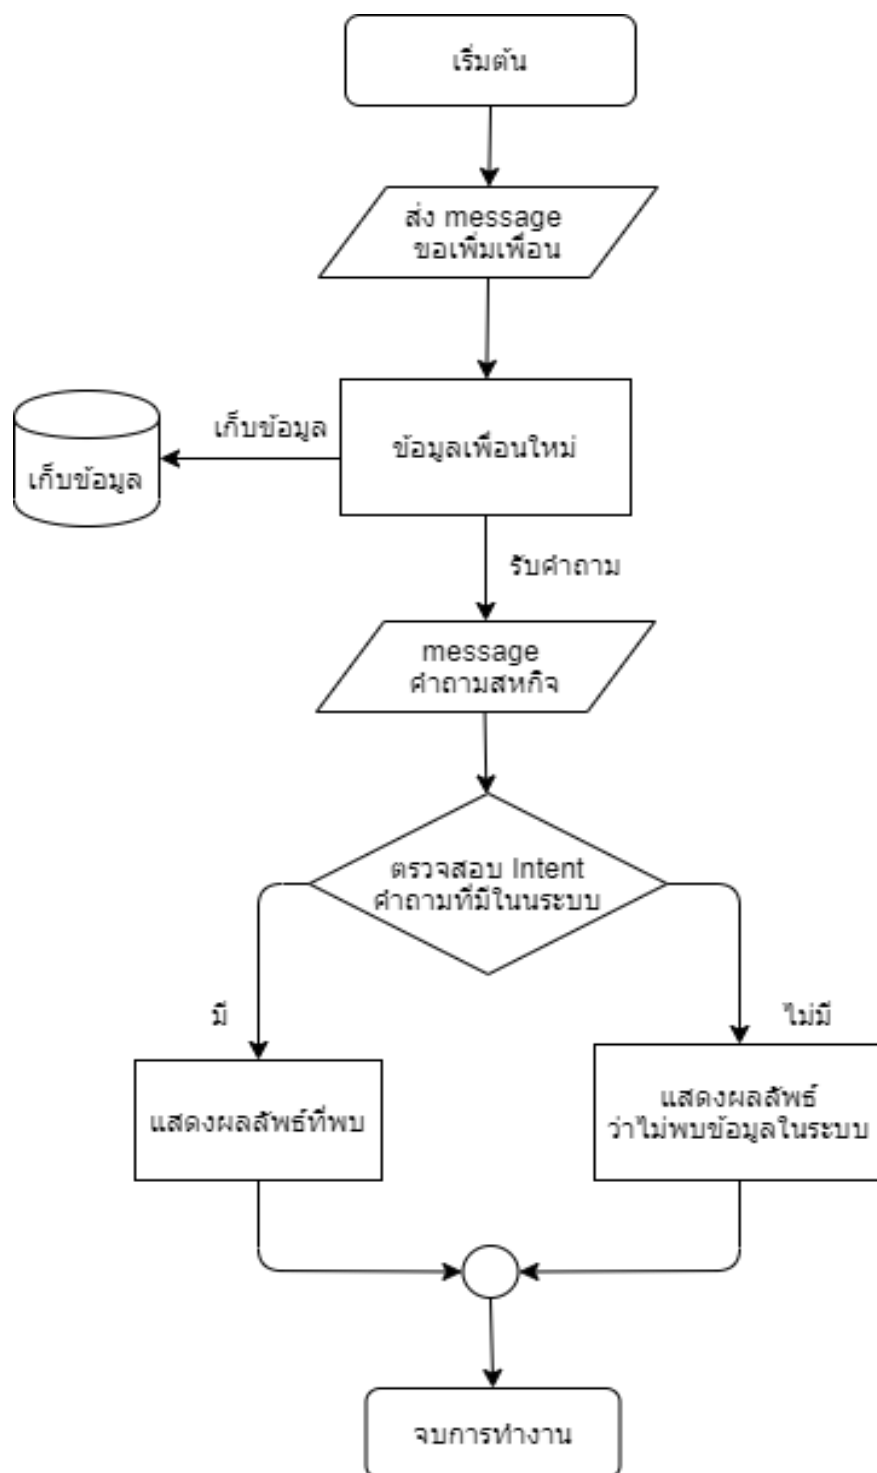 เริ่มต้น
ส่ง message
ขอเพิ่มเพื่อน
เก็บข้อมูล
ข้อมูลเพื่อนใหม่
เก็บข้อมูล
รับคำถาม
message
คำถามสหกิจ
ตรวจสอบ Intent
คำถามที่มีในนระบบ
มี
ไม่มี
แสดงผลลัพธ์ที่พบ
แสดงผลลัพธ์
ว่าไม่พบข้อมูลในระบบ
จบการทำงาน